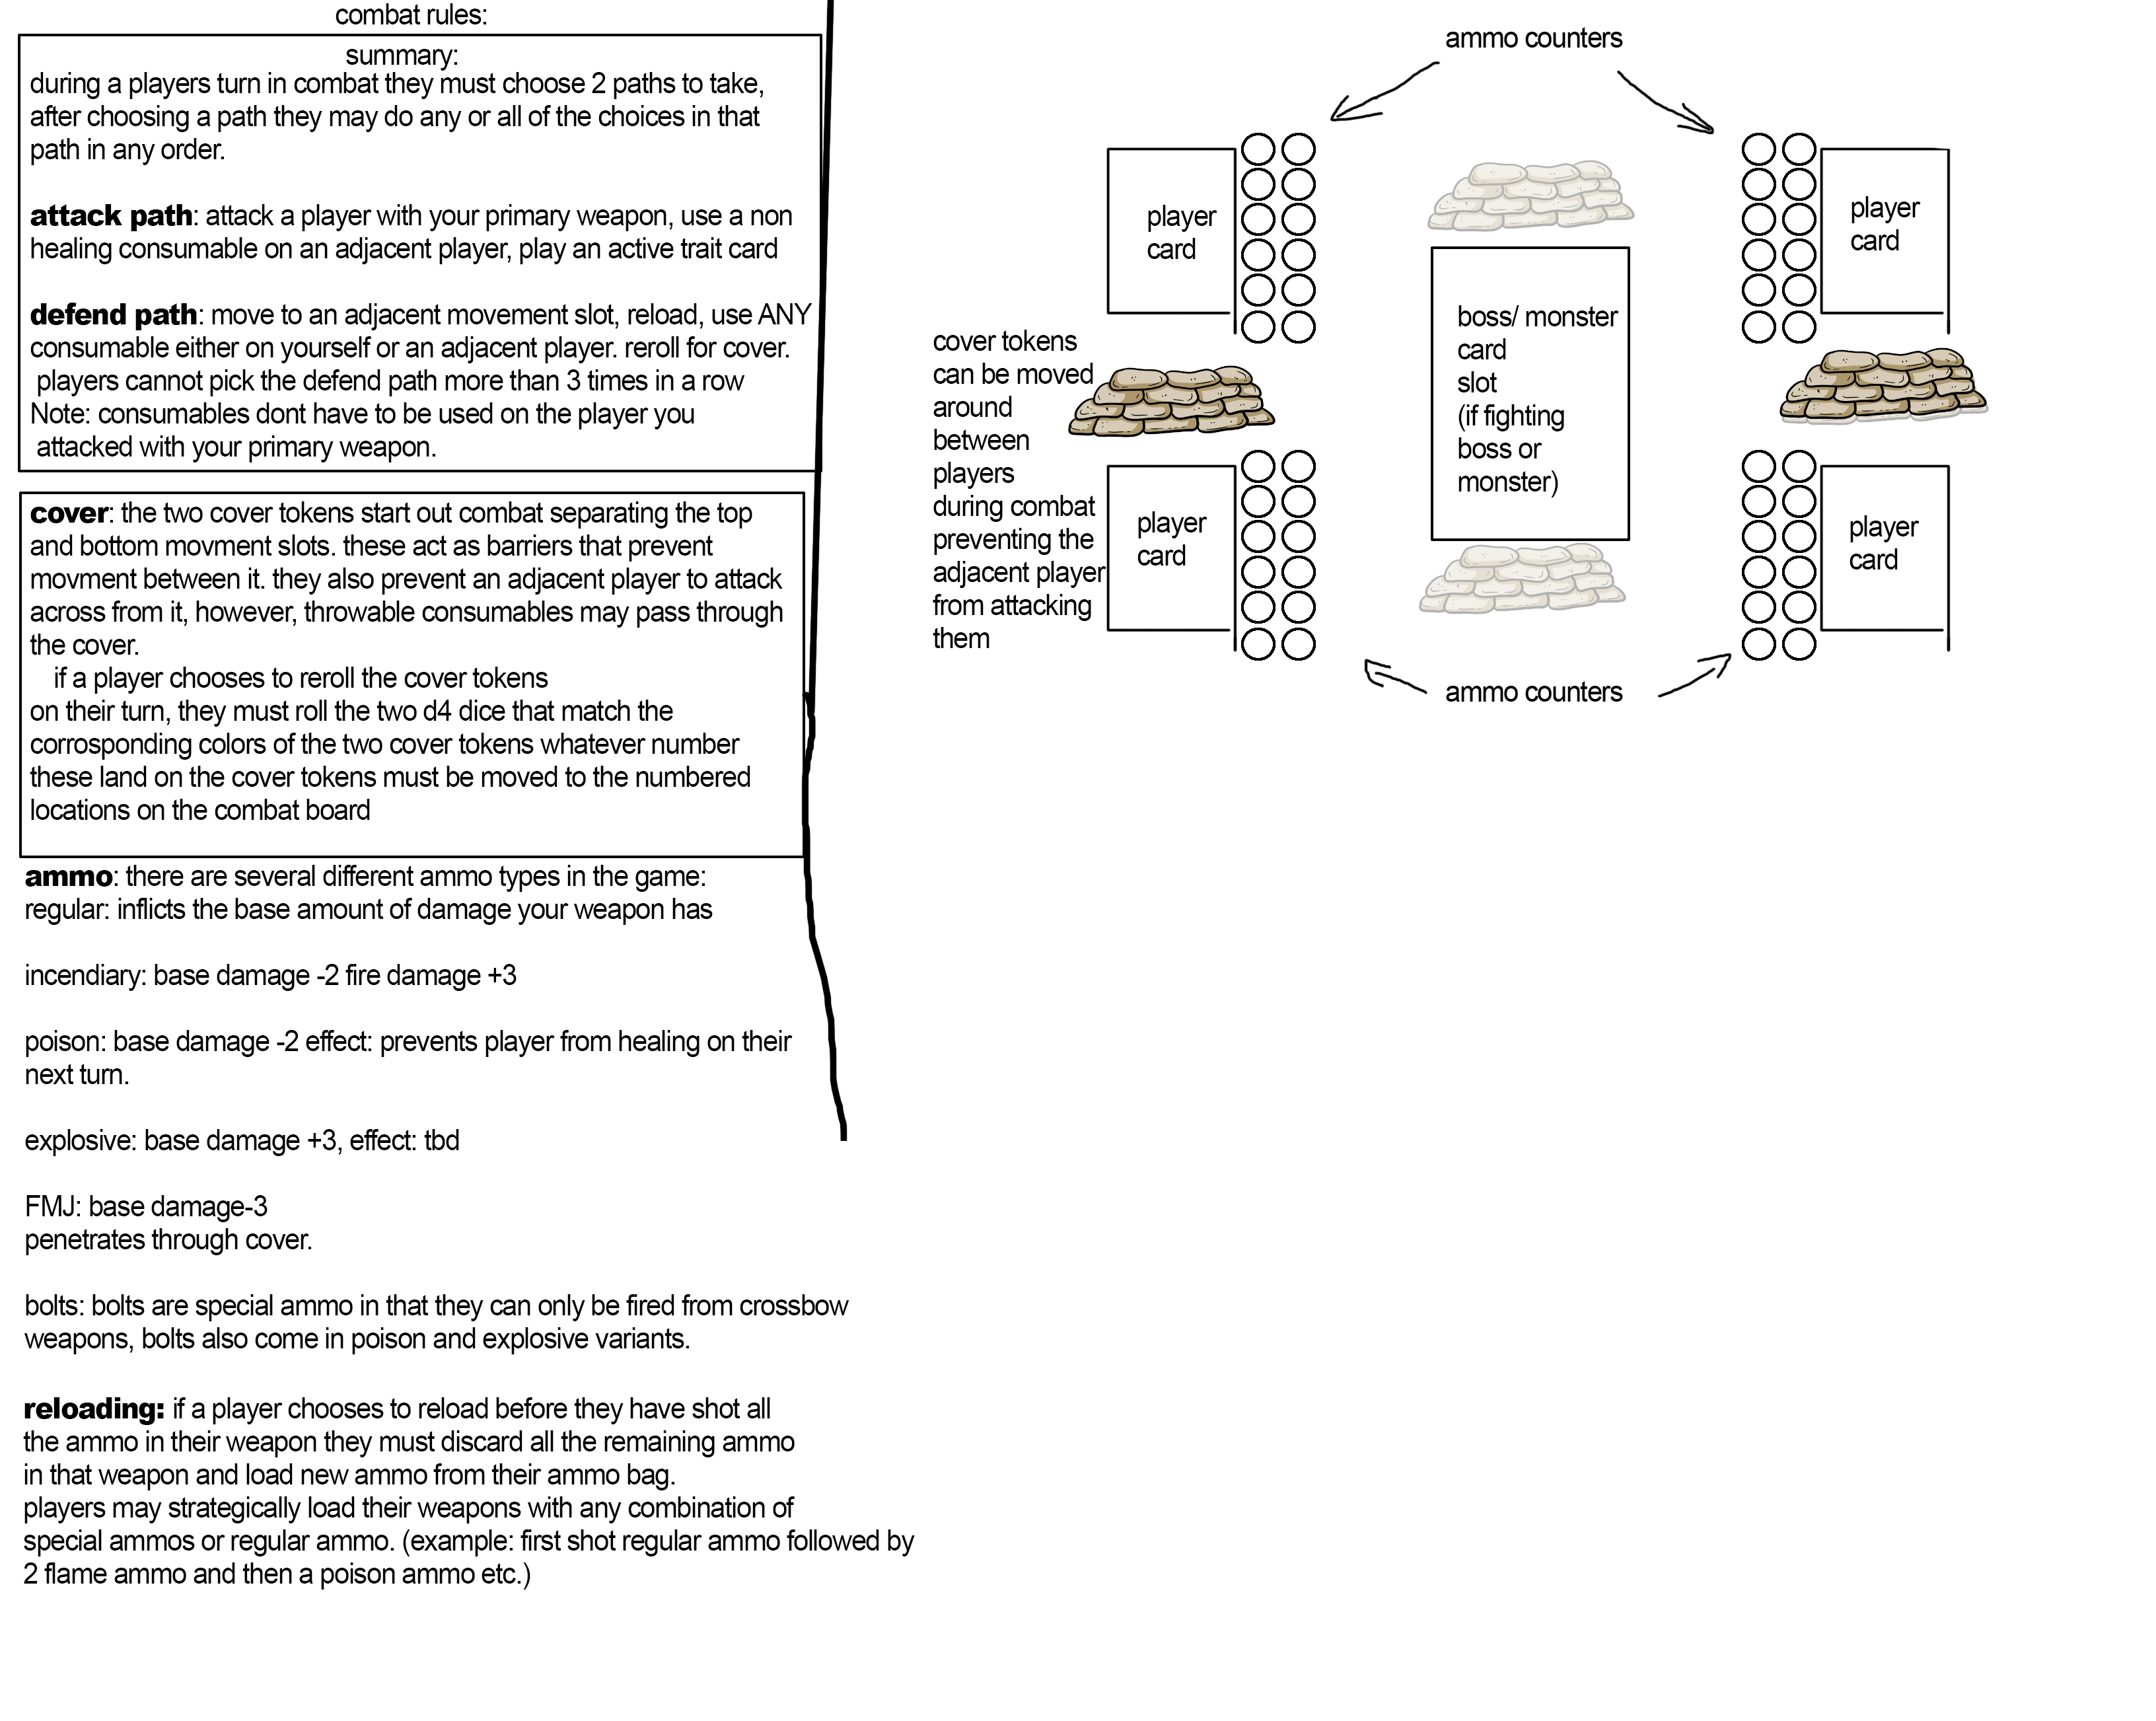 combat rules:
summary:
during a players turn in combat they must choose 2 paths to take,
after choosing a path they may do any or all of the choices in that
path in any order.
attack path: attack a player with your primary weapon, use a non
healing consumable on an adjacent player, play an active trait card
defend path: move to an adjacent movement slot, reload, use ANY
consumable either on yourself or an adjacent player. reroll for cover.
players cannot pick the defend path more than 3 times in a row
Note: consumables dont have to be used on the player you
attacked with your primary weapon.
cover: the two cover tokens start out combat separating the top
and bottom movment slots. these act as barriers that prevent
movment between it. they also prevent an adjacent player to attack
across from it, however, throwable consumables may pass through
the cover.
if a player chooses to reroll the cover tokens
on their turn, they must roll the two d4 dice that match the
corrosponding colors of the two cover tokens whatever number
these land on the cover tokens must be moved to the numbered
locations on the combat board
ammo: there are several different ammo types in the game:
regular: inflicts the base amount of damage your weapon has
incendiary: base damage -2 fire damage +3
poison: base damage -2 effect: prevents player from healing on their
next turn.
explosive: base damage +3, effect: tbd
FMJ: base damage-3
penetrates through cover.
bolts: bolts are special ammo in that they can only be fired from crossbow
weapons, bolts also come in poison and explosive variants.
reloading: if a player chooses to reload before they have shot all
the ammo in their weapon they must discard all the remaining ammo
in that weapon and load new ammo from their ammo bag.
players may strategically load their weapons with any combination of
special ammos or regular ammo. (example: first shot regular ammo followed by
2 flame ammo and then a poison ammo etc.)
ammo counters
player
card
player
card
boss/ monster
card
slot
(if fighting
boss or
monster)
cover tokens
can be moved
around
between
players
during combat
preventing the
adjacent player
from attacking
them
player
card
player
card
ammo counters